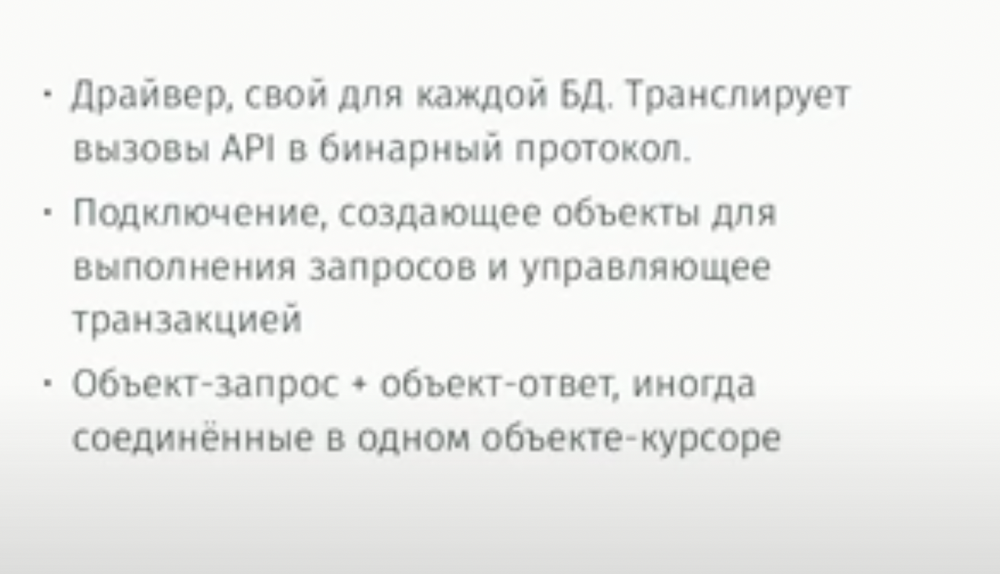 · Драйвер, свой для каждой БД. Транслирует
вызовы API в бинарный протокол.
· Подключение, создающее объекты для
выполнения запросов и управляющее
транзакцией
· Объект-запрос + объект-ответ, иногда
соединённые в одном объекте-курсоре